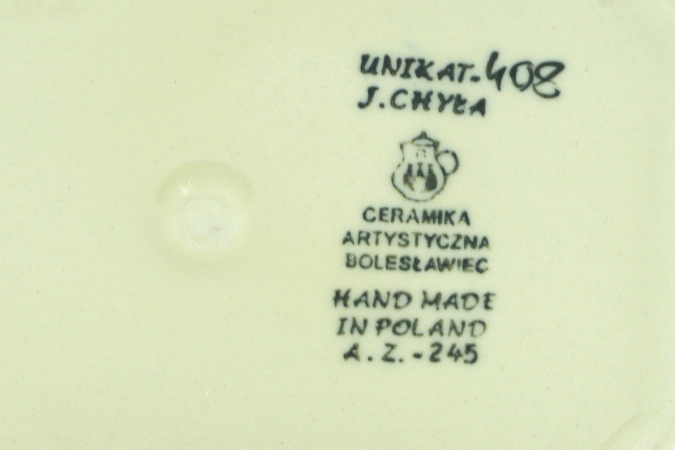 UNIKAT-408
J. CHYŁA
CERAMIKA
ARTYSTYCZNA
BOLESŁAWIEC
HAND MADE
IN POLAND
A. Z. - 245